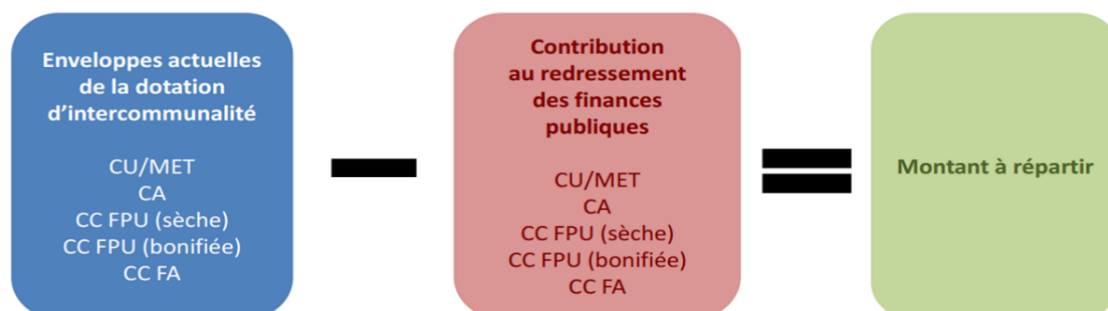 Enveloppes actuelles
de la dotation
d’intercommunalité
CU/MET
CA
CC FPU (sèche)
CC FPU (bonifiée)
CC FA
Contribution
au redressement
des finances
publiques
CU/MET
CA
CC FPU (sèche)
CC FPU (bonifiée)
CC FA
Montant à répartir